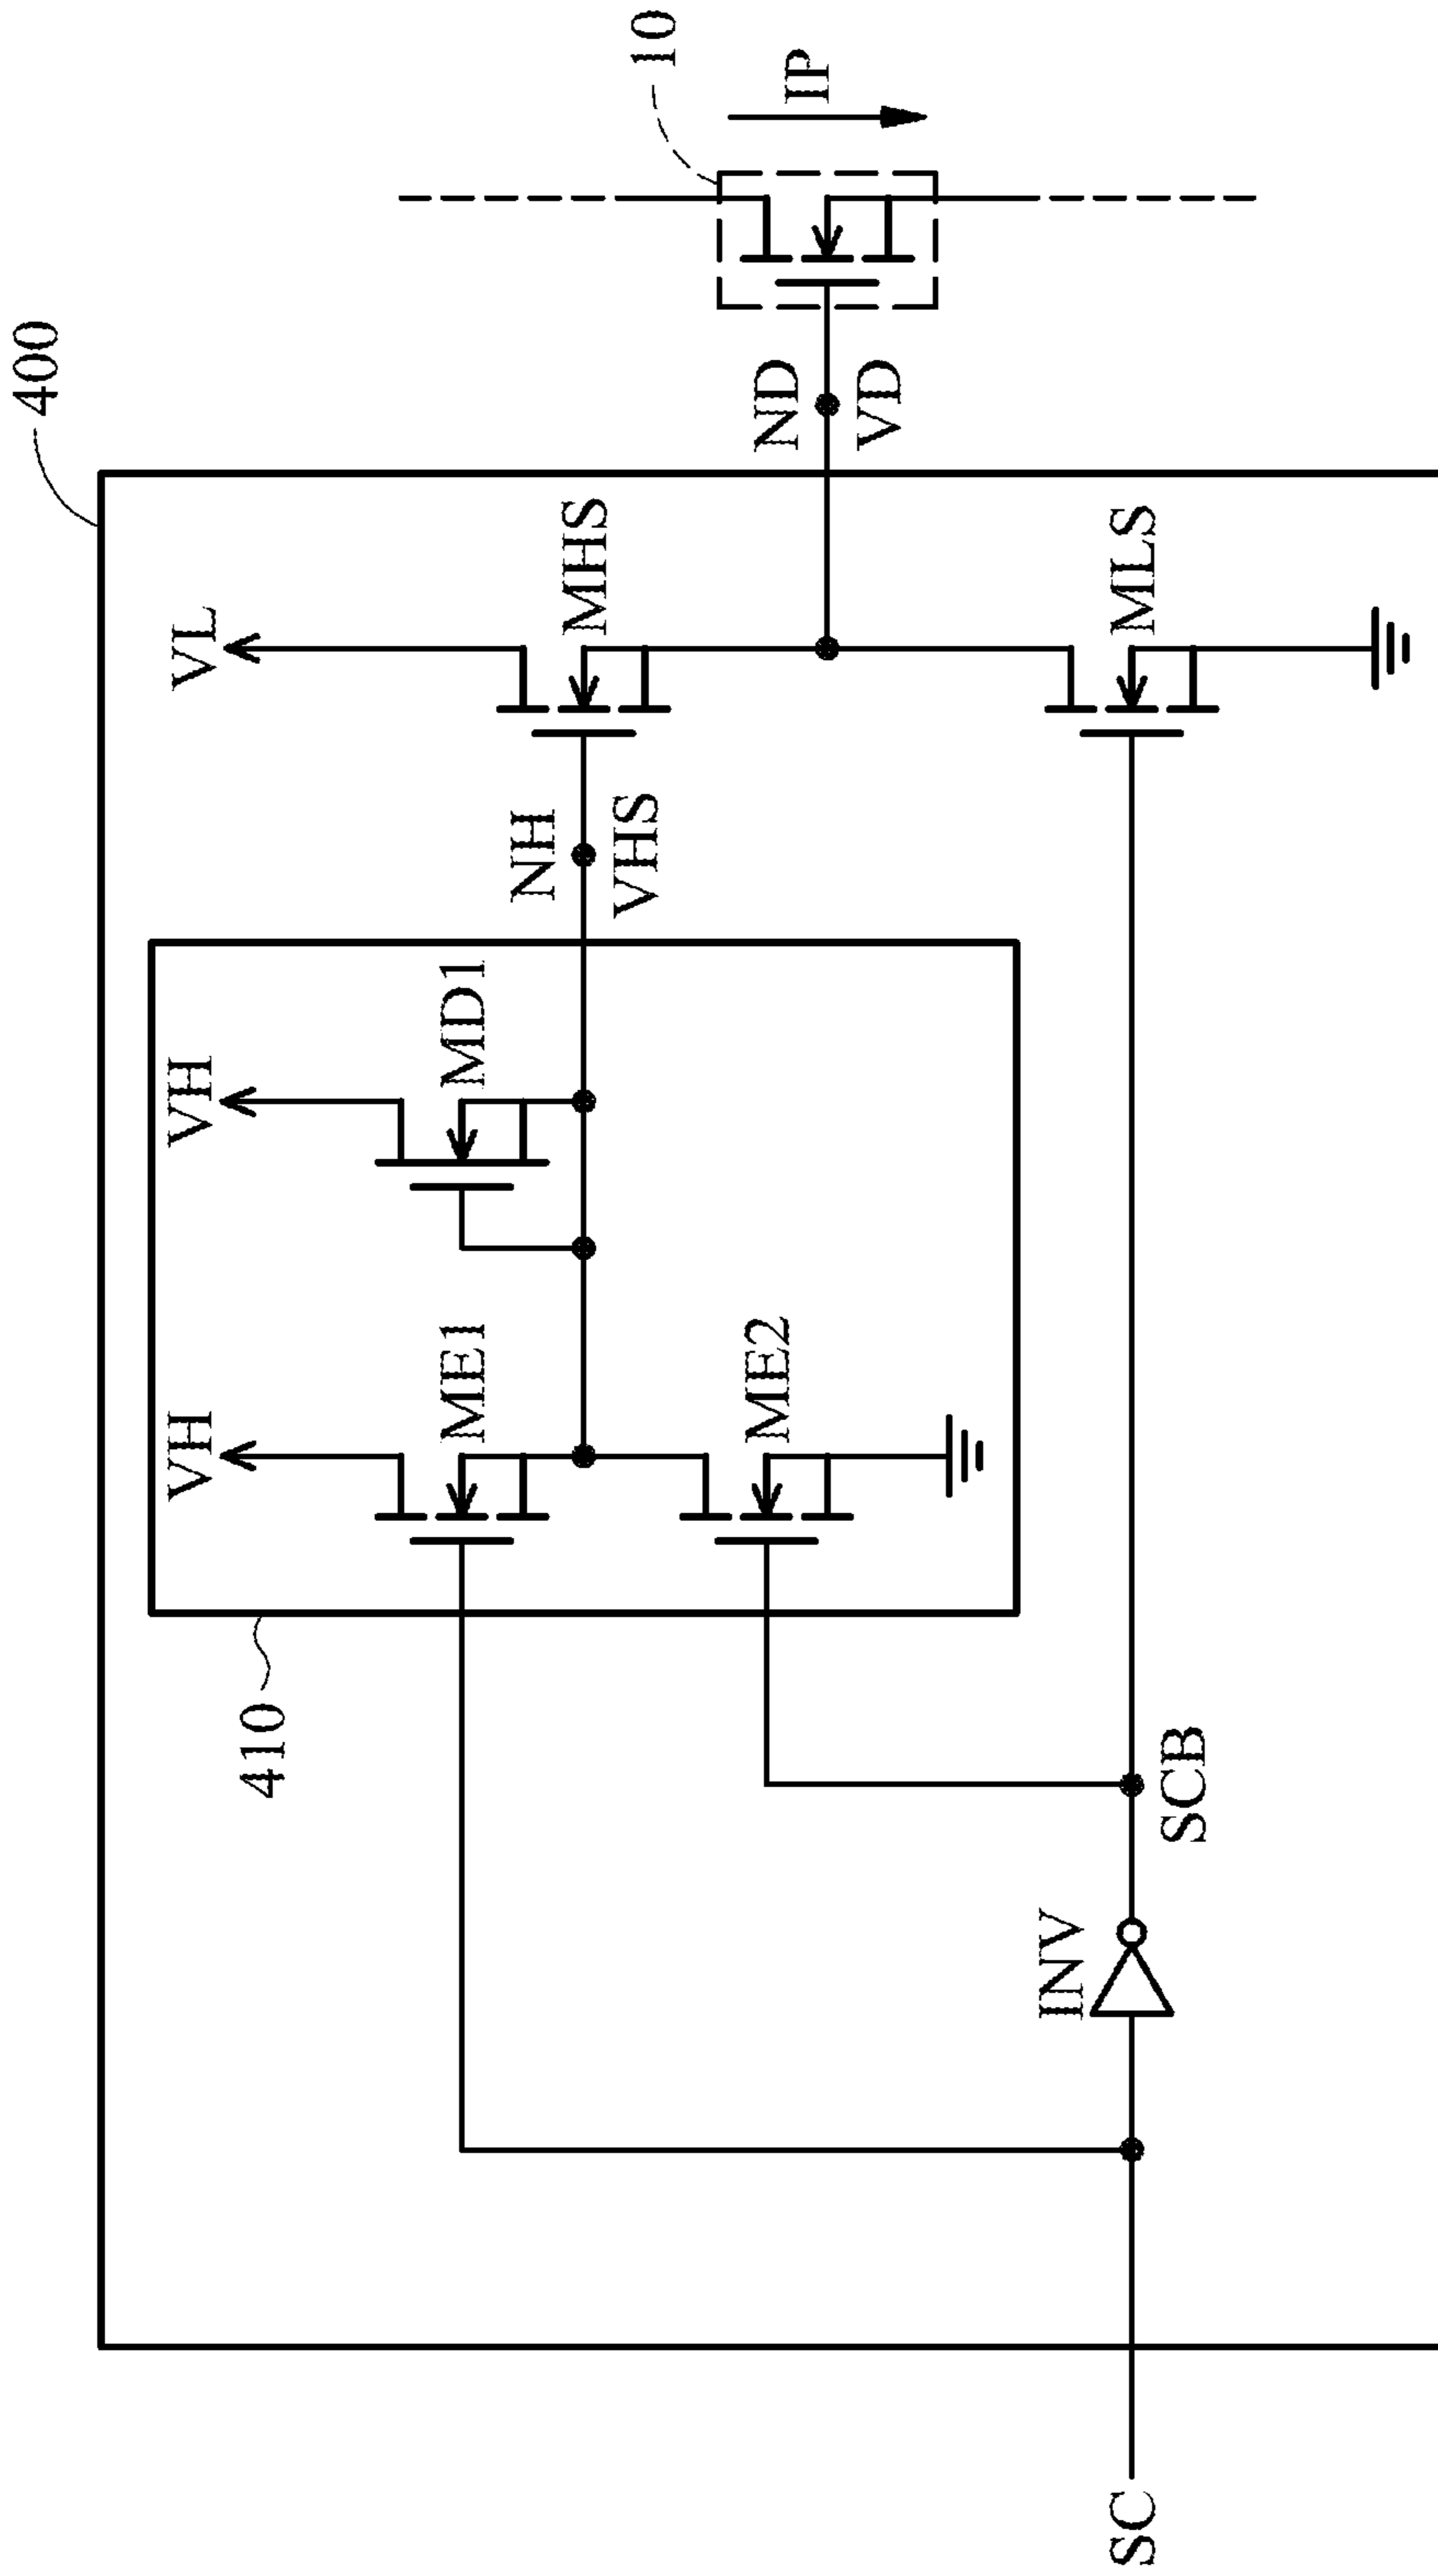 400
10
VH
VH
VL
ME1
MD1
MHS
NH
VHS
IP
410
ME2
ND
VD
INV
MLS
SC
SCB